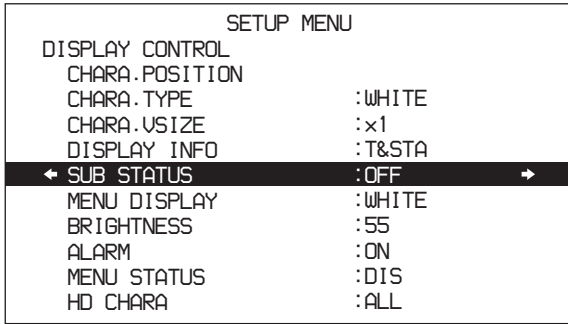 SETUP MENU
DISPLAY CONTROL
CHARA.POSITION
CHARA.TYPE :WHITE
CHARA.VSIZE :×1
DISPLAY INFO :T&STA
← SUB STATUS :OFF →
MENU DISPLAY :WHITE
BRIGHTNESS :55
ALARM :ON
MENU STATUS :DIS
HD CHARA :ALL